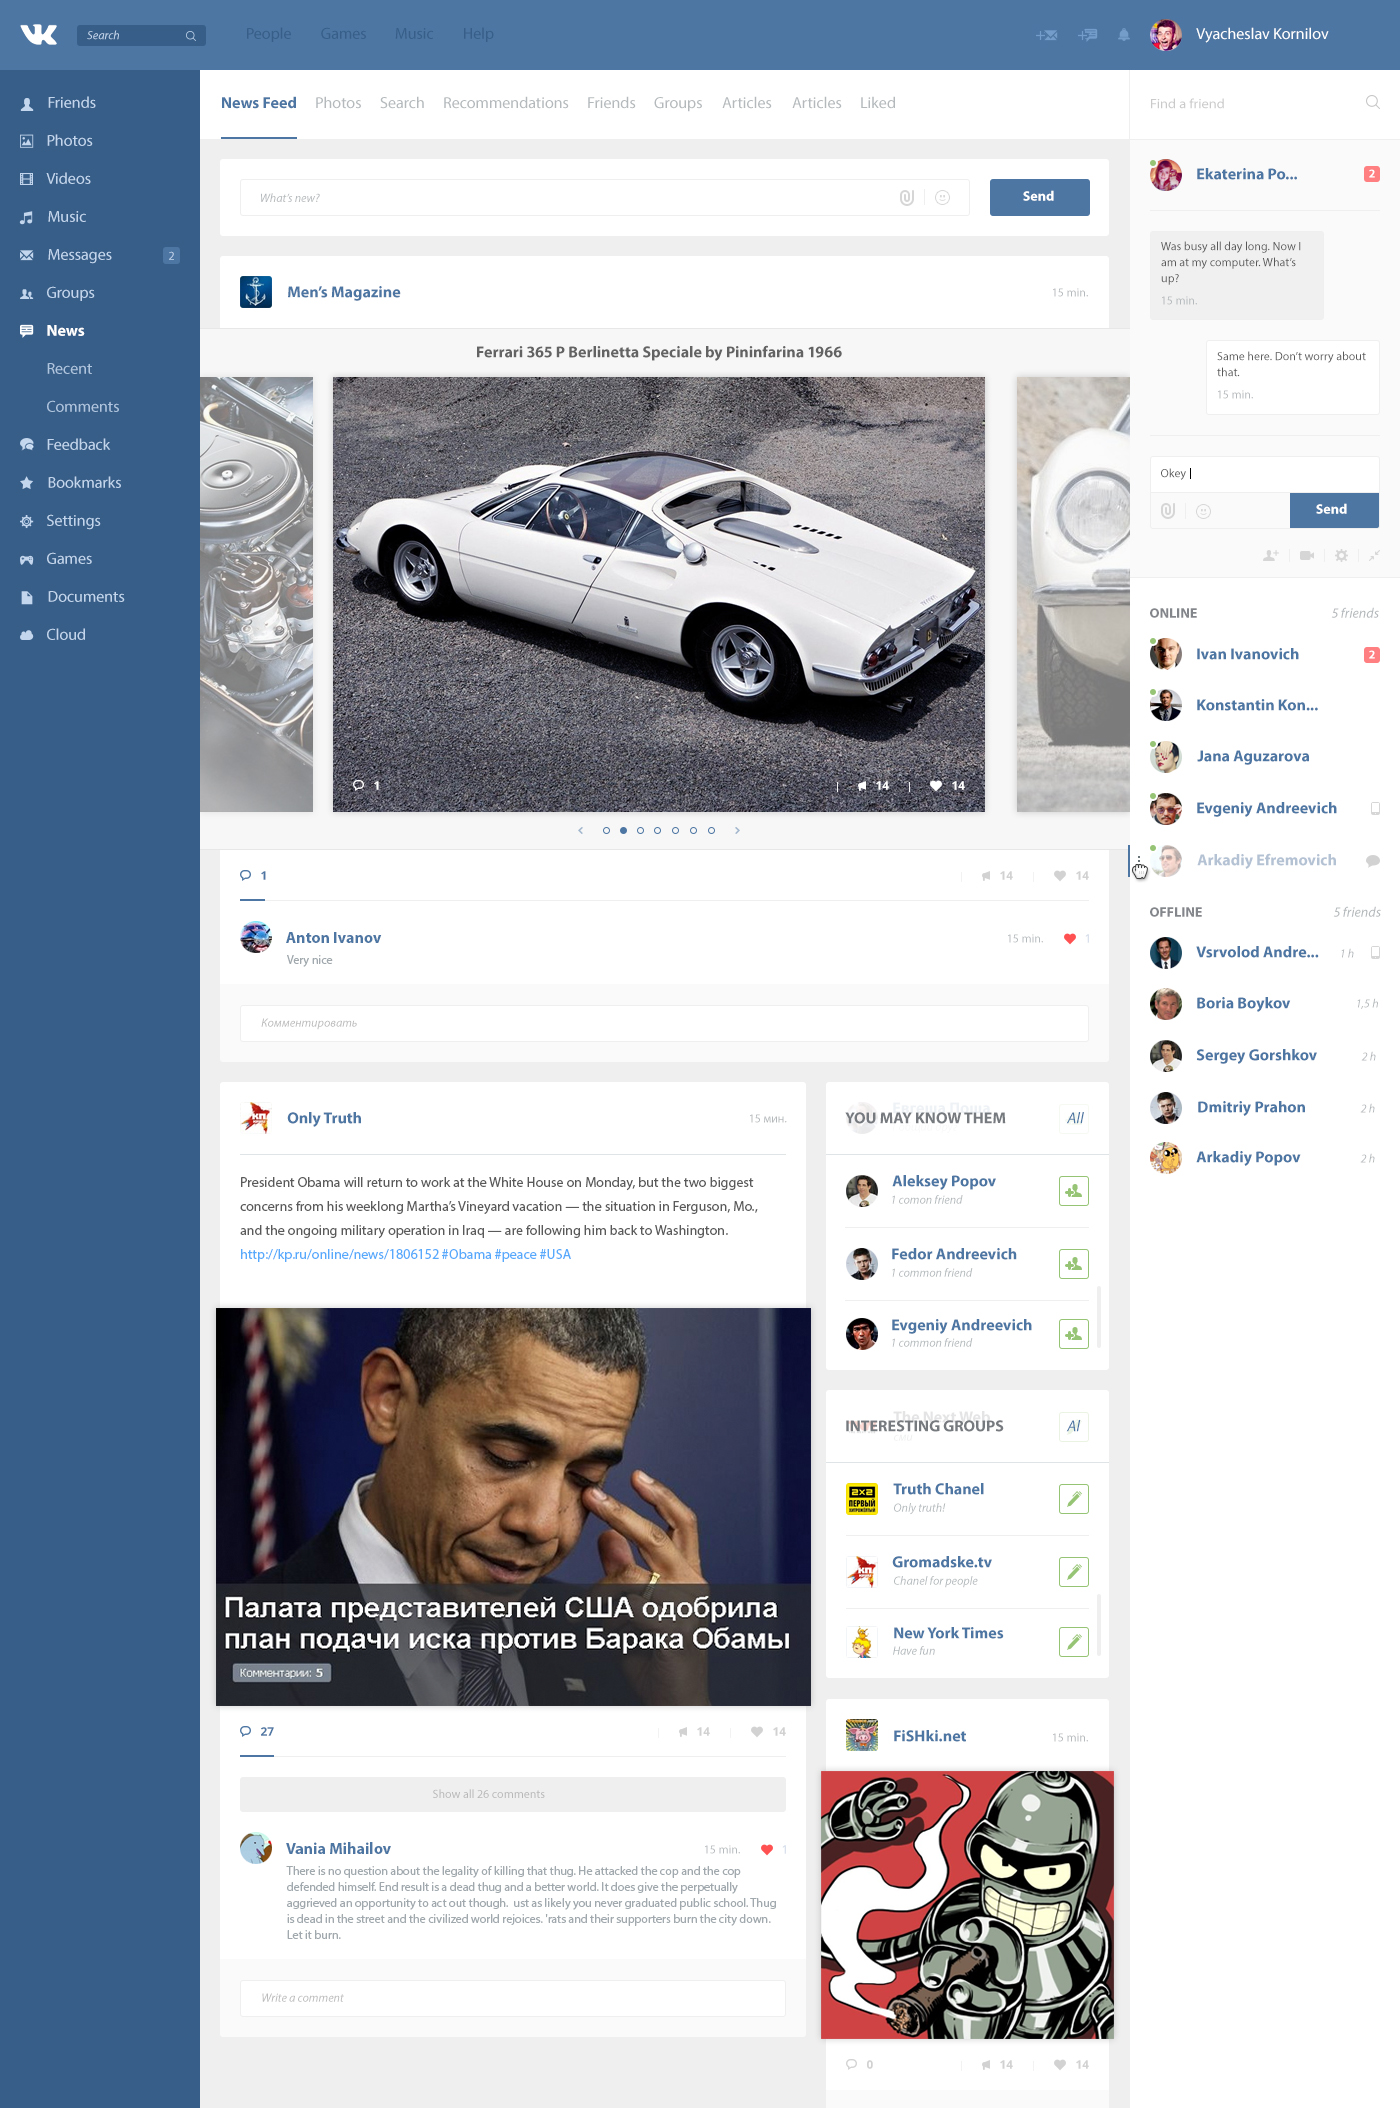 Search
People Games Music Help
Vyacheslav Kornilov
Friends
Photos
Videos
Music
Messages 2
Groups
News
Recent
Comments
Feedback
Bookmarks
Settings
Games
Documents
Cloud
News Feed Photos Search Recommendations Friends Groups Articles Articles Liked
What's new?
Send
Men's Magazine
15 min.
Ferrari 365 P Berlinetta Speciale by Pininfarina 1966
1 14 14
1 14 14
Anton Ivanov
15 min. 1
Very nice
Комментировать
Only Truth
15 мин.
President Obama will return to work at the White House on Monday, but the two biggest
concerns from his weeklong Martha's Vineyard vacation — the situation in Ferguson, Mo.,
and the ongoing military operation in Iraq — are following him back to Washington.
http://kp.ru/online/news/1806152 #Obama #peace #USA
Палата представителей США одобрила
план подачи иска против Барака Обамы
Комментарии: 5
27 14 14
Show all 26 comments
Vania Mihailov
15 min. 1
There is no question about the legality of killing that thug. He attacked the cop and the cop
defended himself. End result is a dead thug and a better world. It does give the perpetually
aggrieved an opportunity to act out though. ust as likely you never graduated public school. Thug
is dead in the street and the civilized world rejoices. 'rats and their supporters burn the city down.
Let it burn.
Write a comment
YOU MAY KNOW THEM
All
Aleksey Popov
1 comon friend
Fedor Andreevich
1 common friend
Evgeniy Andreevich
1 common friend
The Next Web
INTERESTING GROUPS
Al
2×2
ПЕРВЫЙ
Truth Chanel
Only truth!
Gromadske.tv
Chanel for people
New York Times
Have fun
FiSHki.net
15 min.
0 14 14
Find a friend
Ekaterina Po...
2
Was busy all day long. Now I
am at my computer. What's
up?
15 min.
Same here. Don't worry about
that.
15 min.
Okey
Send
ONLINE 5 friends
Ivan Ivanovich 2
Konstantin Kon...
Jana Aguzarova
Evgeniy Andreevich
Arkadiy Efremovich
OFFLINE 5 friends
Vsrvolod Andre... 1 h
Boria Boykov 1,5 h
Sergey Gorshkov 2 h
Dmitriy Prahon 2 h
Arkadiy Popov 2 h